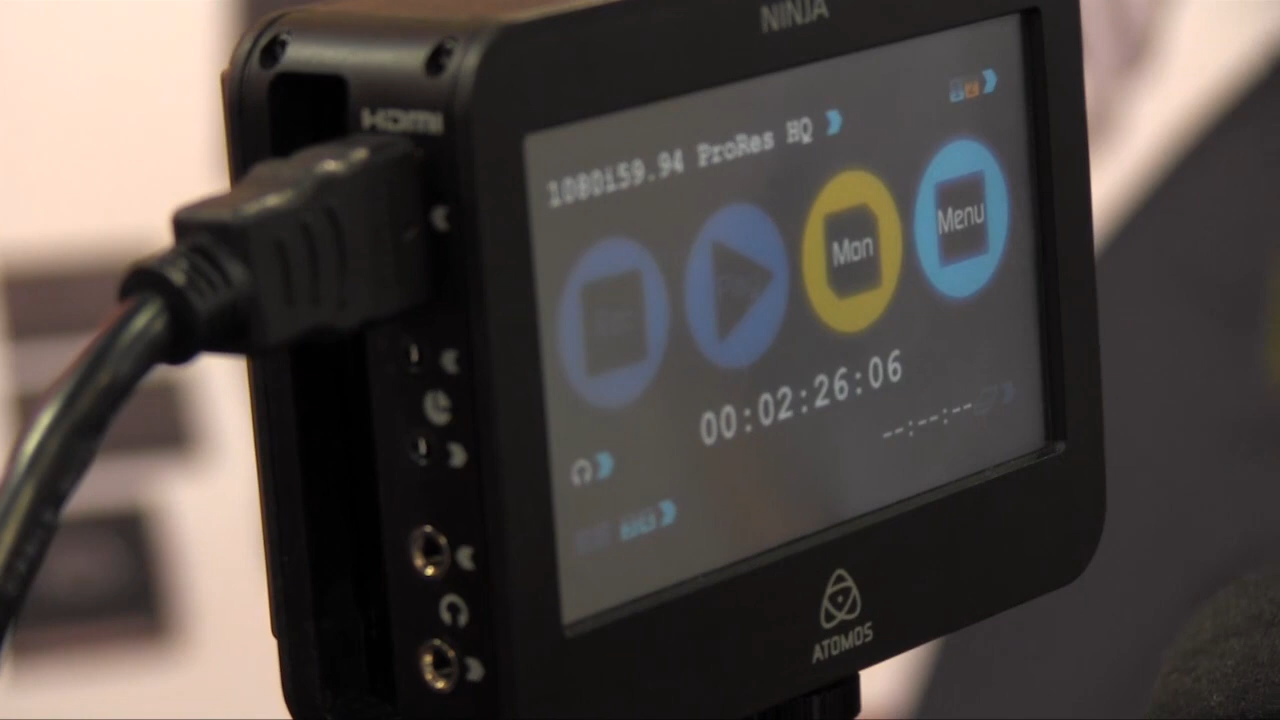 NINJA
HDMI
1080i59.94 ProRes HQ
Mon
Menu
00:02:26:06
--:--:--
ATOMOS